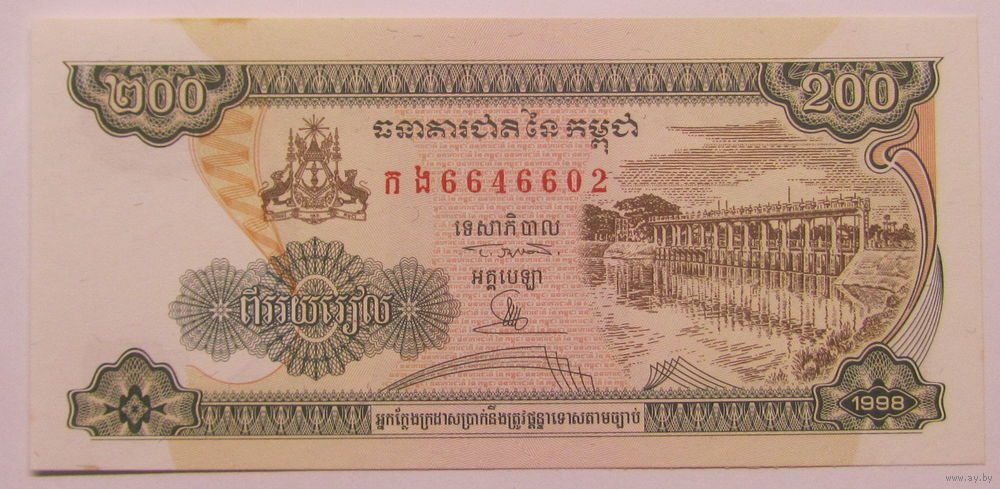 ២០០
200
ធនាគារជាតិនៃកម្ពុជា
ក ង 6646602
ទេសាភិបាល
អគ្គបេឡា
ពីររយរៀល
អ្នកក្លែងក្រដាសប្រាក់នឹងត្រូវផ្តន្ទាទោសតាមច្បាប់
1998
www.ay.by